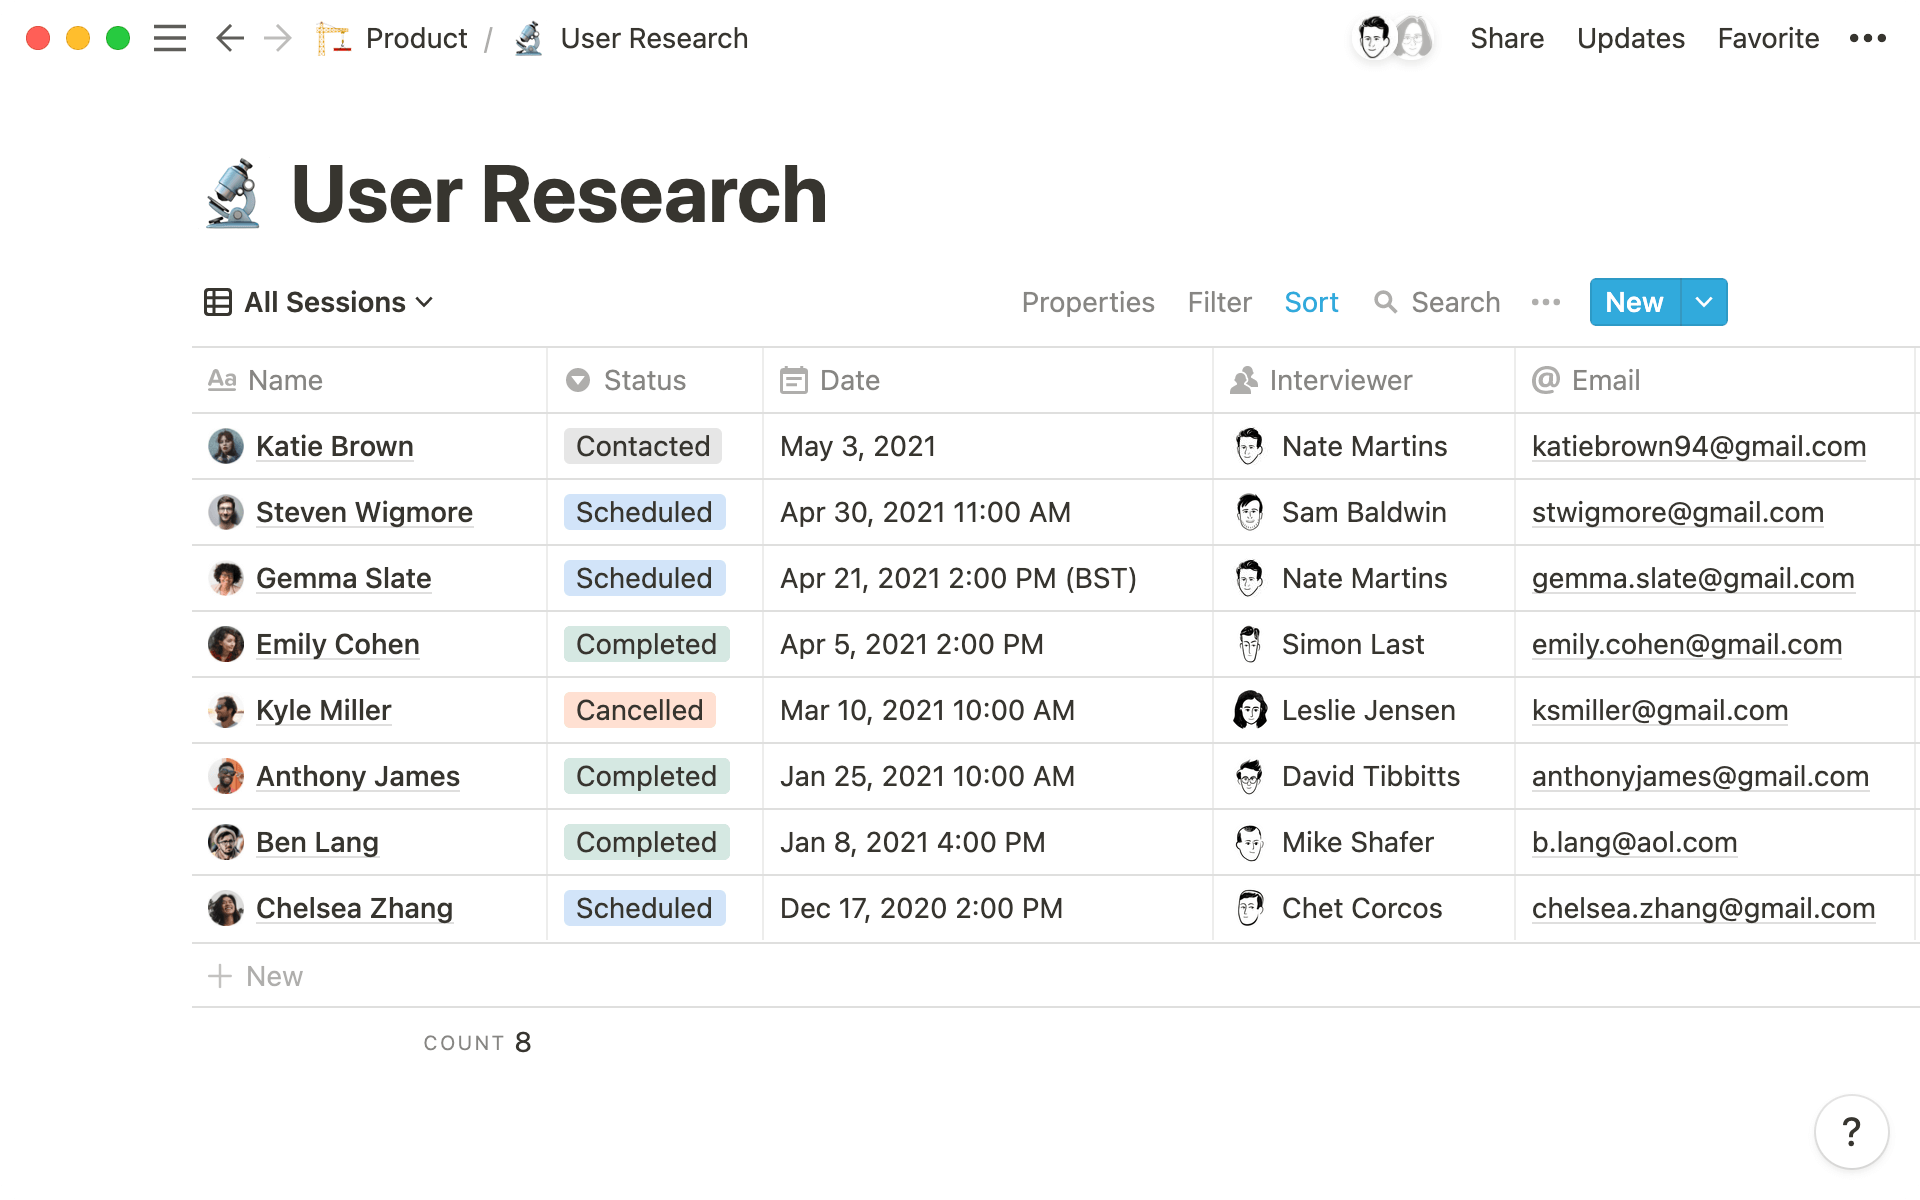 Product / User Research Share Updates Favorite
User Research
All Sessions Properties Filter Sort Search New
Aa Name Status Date Interviewer @ Email
Katie Brown Contacted May 3, 2021 Nate Martins katiebrown94@gmail.com
Steven Wigmore Scheduled Apr 30, 2021 11:00 AM Sam Baldwin stwigmore@gmail.com
Gemma Slate Scheduled Apr 21, 2021 2:00 PM (BST) Nate Martins gemma.slate@gmail.com
Emily Cohen Completed Apr 5, 2021 2:00 PM Simon Last emily.cohen@gmail.com
Kyle Miller Cancelled Mar 10, 2021 10:00 AM Leslie Jensen ksmiller@gmail.com
Anthony James Completed Jan 25, 2021 10:00 AM David Tibbitts anthonyjames@gmail.com
Ben Lang Completed Jan 8, 2021 4:00 PM Mike Shafer b.lang@aol.com
Chelsea Zhang Scheduled Dec 17, 2020 2:00 PM Chet Corcos chelsea.zhang@gmail.com
+ New
COUNT 8
?